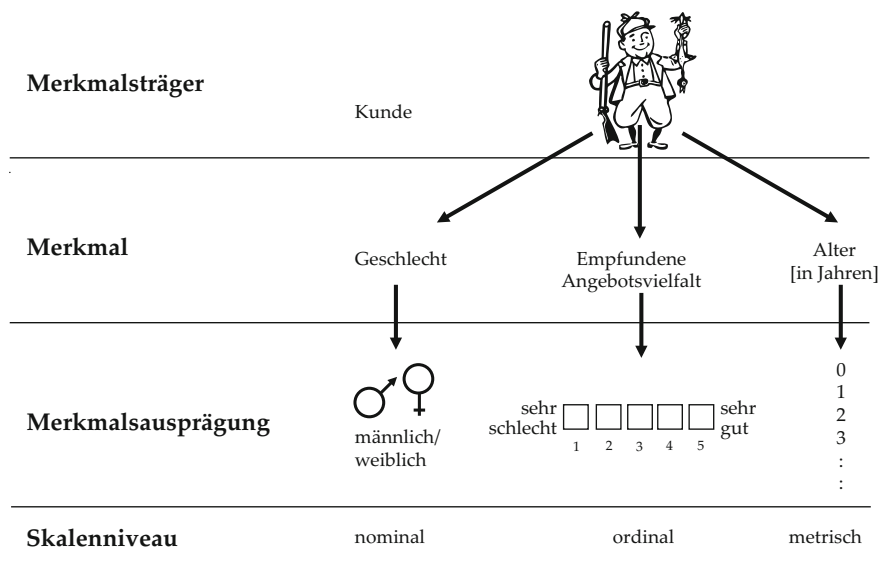 Merkmalsträger
Kunde
Merkmal
Geschlecht
Empfundene
Angebotsvielfalt
Alter
[in Jahren]
Merkmalsausprägung
männlich/
weiblich
sehr
schlecht
1 2 3 4 5
sehr
gut
0
1
2
3
:
:
Skalenniveau
nominal
ordinal
metrisch